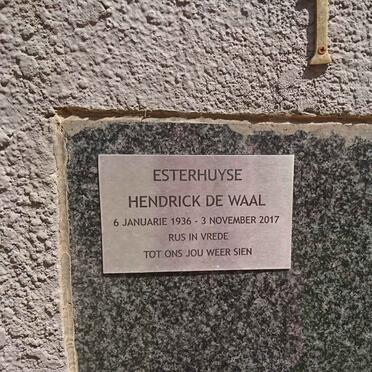 ESTERHUYSE
HENDRICK DE WAAL
6 JANUARIE 1936 - 3 NOVEMBER 2017
RUS IN VREDE
TOT ONS JOU WEER SIEN